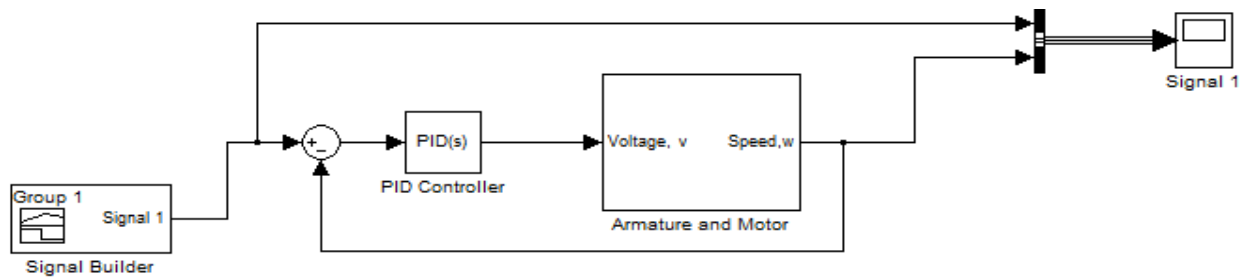 Signal 1
+
−
PID(s)
PID Controller
Voltage, v
Speed,w
Armature and Motor
Group 1
Signal 1
Signal Builder